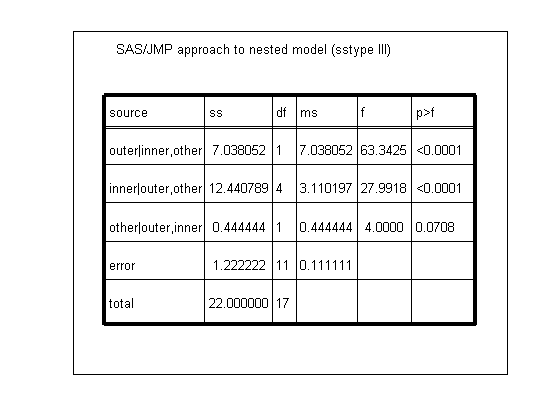 SAS/JMP approach to nested model (sstype III)
source ss df ms f p>f
outer|inner,other 7.038052 1 7.038052 63.3425 <0.0001
inner|outer,other 12.440789 4 3.110197 27.9918 <0.0001
other|outer,inner 0.444444 1 0.444444 4.0000 0.0708
error 1.222222 11 0.111111
total 22.000000 17